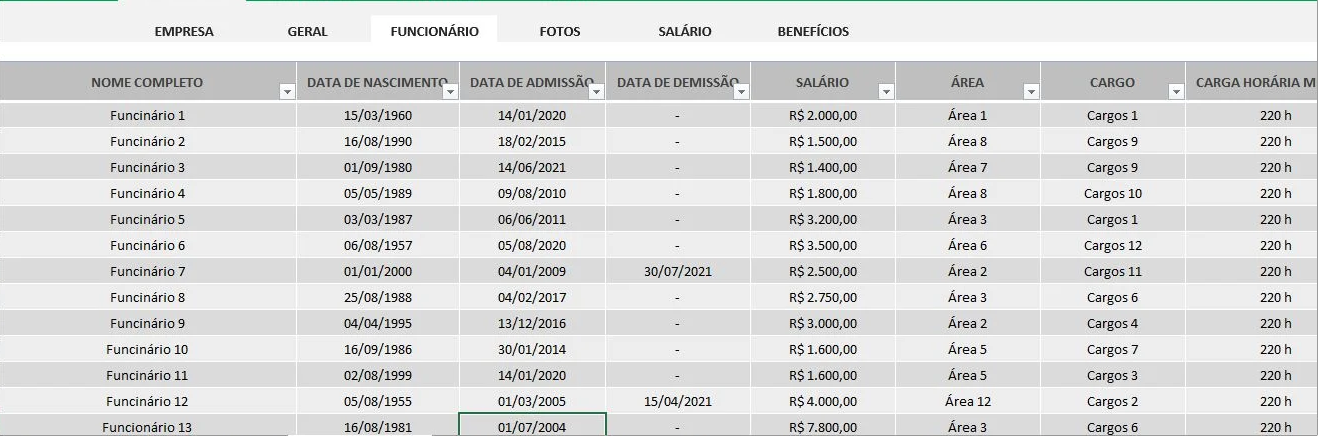 EMPRESA GERAL FUNCIONÁRIO FOTOS SALÁRIO BENEFÍCIOS
NOME COMPLETO DATA DE NASCIMENTO DATA DE ADMISSÃO DATA DE DEMISSÃO SALÁRIO ÁREA CARGO CARGA HORÁRIA M
Funcinário 1 15/03/1960 14/01/2020 - R$ 2.000,00 Área 1 Cargos 1 220 h
Funcinário 2 16/08/1990 18/02/2015 - R$ 1.500,00 Área 8 Cargos 9 220 h
Funcinário 3 01/09/1980 14/06/2021 - R$ 1.400,00 Área 7 Cargos 9 220 h
Funcinário 4 05/05/1989 09/08/2010 - R$ 1.800,00 Área 8 Cargos 10 220 h
Funcinário 5 03/03/1987 06/06/2011 - R$ 3.200,00 Área 3 Cargos 1 220 h
Funcinário 6 06/08/1957 05/08/2020 - R$ 3.500,00 Área 6 Cargos 12 220 h
Funcinário 7 01/01/2000 04/01/2009 30/07/2021 R$ 2.500,00 Área 2 Cargos 11 220 h
Funcinário 8 25/08/1988 04/02/2017 - R$ 2.750,00 Área 3 Cargos 6 220 h
Funcinário 9 04/04/1995 13/12/2016 - R$ 3.000,00 Área 2 Cargos 4 220 h
Funcinário 10 16/09/1986 30/01/2014 - R$ 1.600,00 Área 5 Cargos 7 220 h
Funcinário 11 02/08/1999 14/01/2020 - R$ 1.600,00 Área 5 Cargos 3 220 h
Funcinário 12 05/08/1955 01/03/2005 15/04/2021 R$ 4.000,00 Área 12 Cargos 2 220 h
Funcionário 13 16/08/1981 01/07/2004 - R$ 7.800,00 Área 3 Cargos 6 220 h